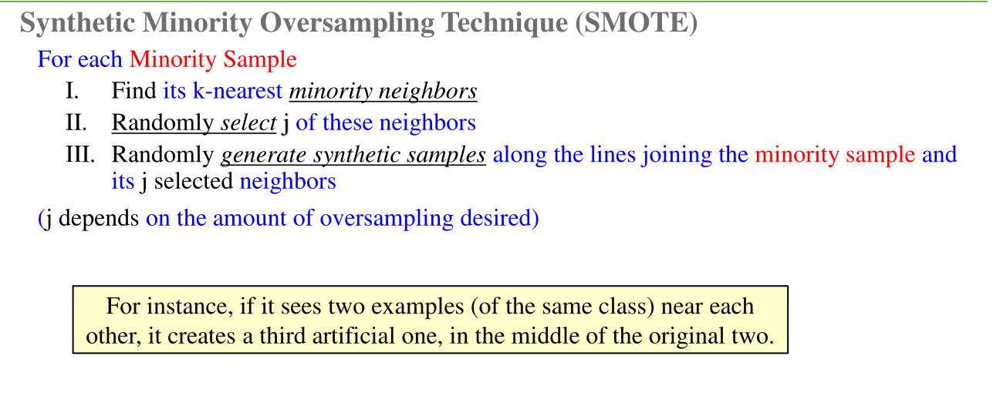 Synthetic Minority Oversampling Technique (SMOTE)
For each Minority Sample
I. Find its k-nearest minority neighbors
II. Randomly select j of these neighbors
III. Randomly generate synthetic samples along the lines joining the minority sample and
its j selected neighbors
(j depends on the amount of oversampling desired)
For instance, if it sees two examples (of the same class) near each
other, it creates a third artificial one, in the middle of the original two.